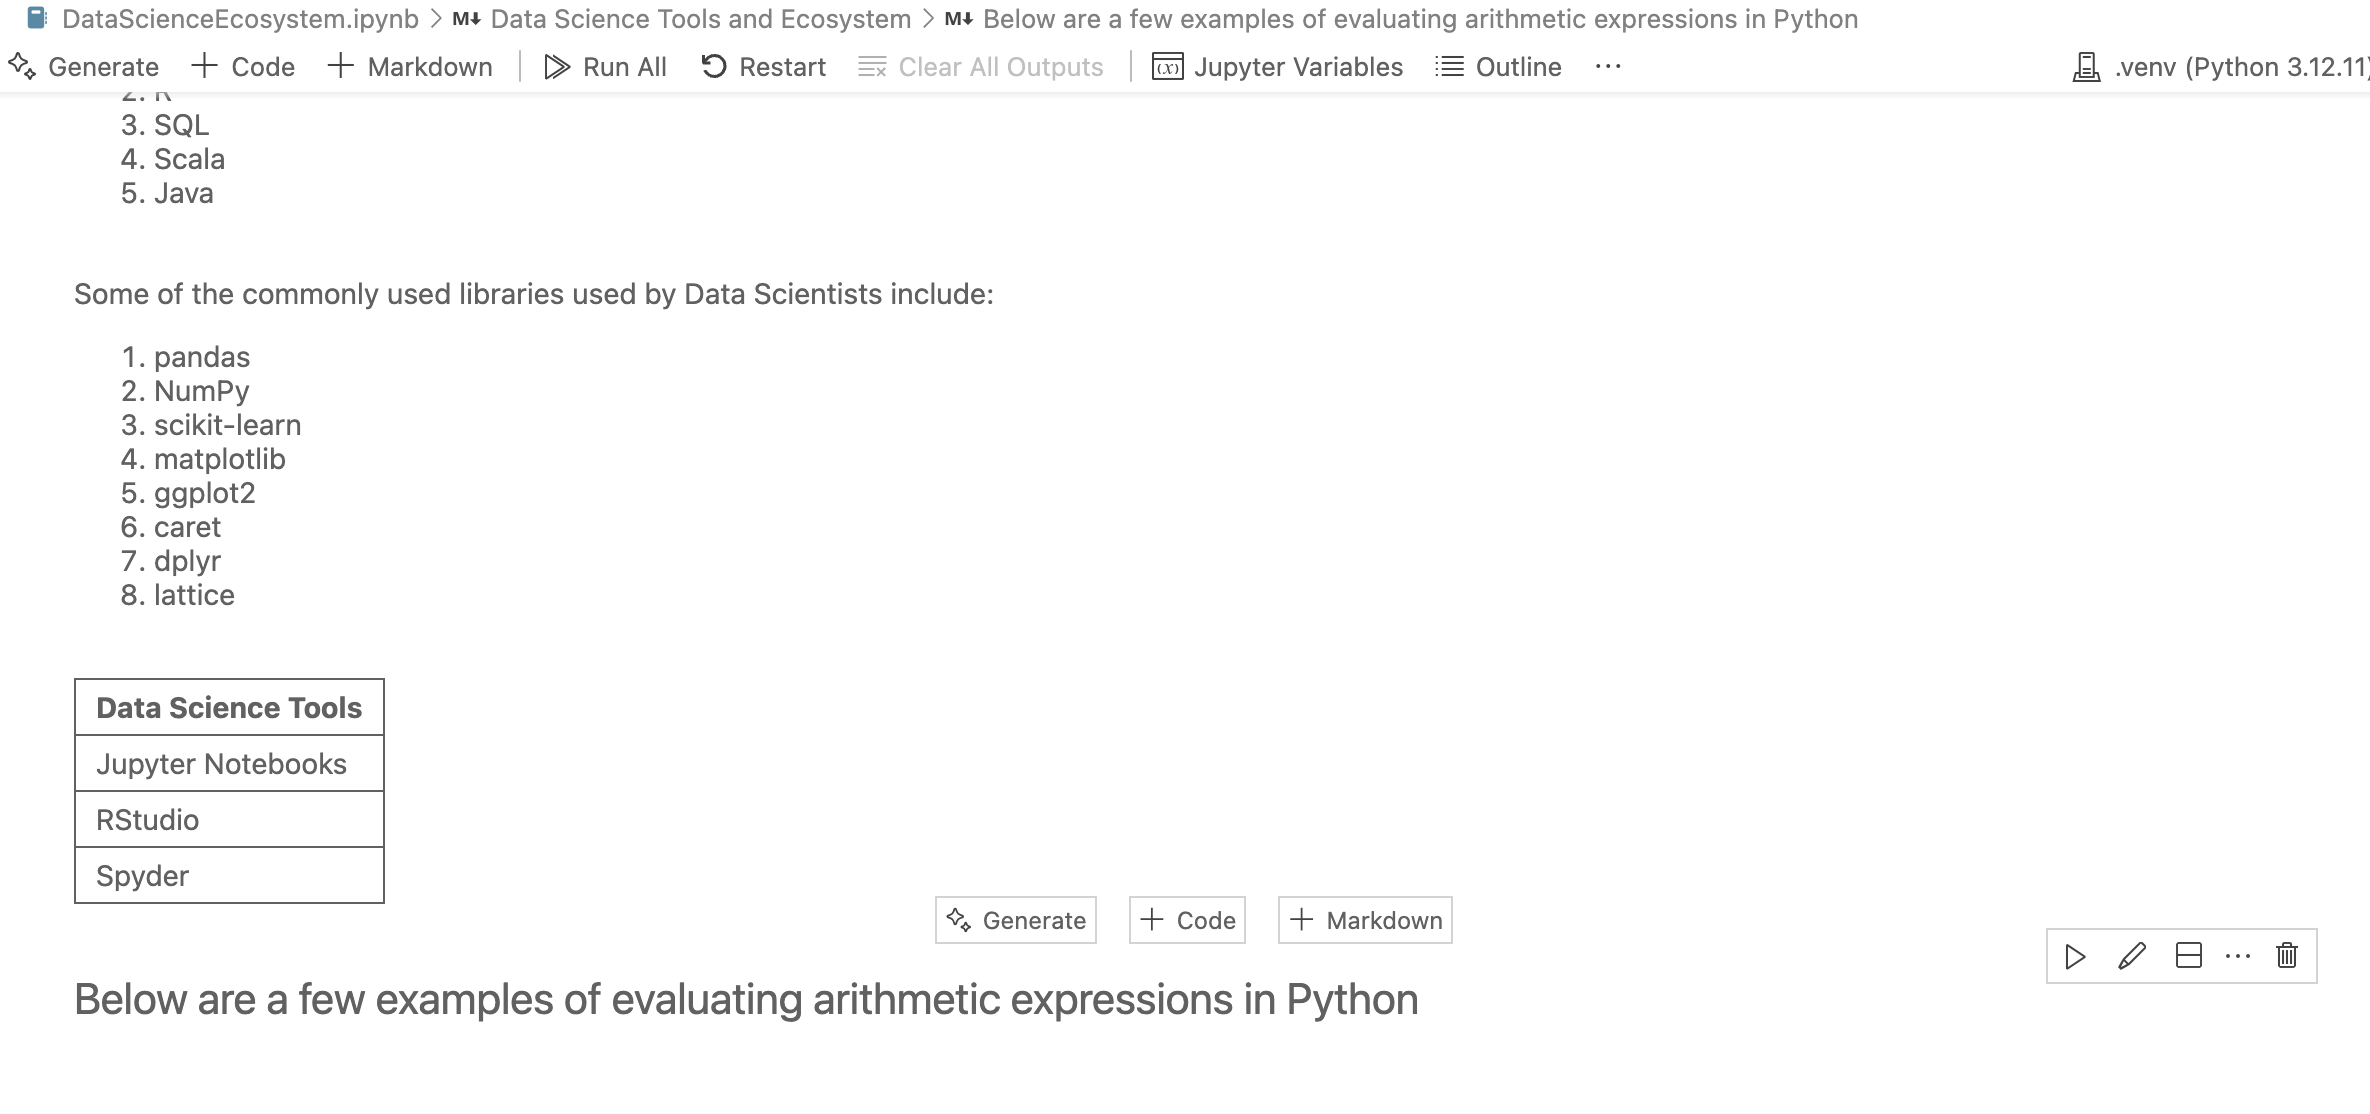 DataScienceEcosystem.ipynb > M↓ Data Science Tools and Ecosystem > M↓ Below are a few examples of evaluating arithmetic expressions in Python
Generate + Code + Markdown Run All Restart Clear All Outputs (x) Jupyter Variables Outline ... .venv (Python 3.12.11)
2. R
3. SQL
4. Scala
5. Java
Some of the commonly used libraries used by Data Scientists include:
1. pandas
2. NumPy
3. scikit-learn
4. matplotlib
5. ggplot2
6. caret
7. dplyr
8. lattice
Data Science Tools
Jupyter Notebooks
RStudio
Spyder
Generate + Code + Markdown
Below are a few examples of evaluating arithmetic expressions in Python